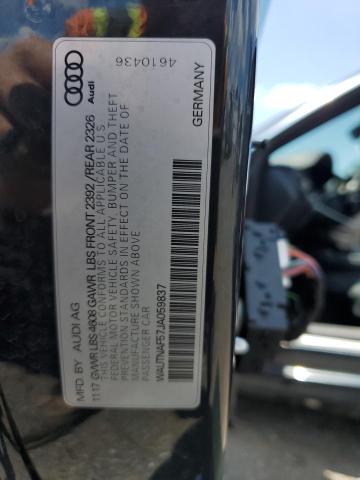 MFD. BY AUDI AG
11 17 GVWR LBS 4608 GAWR LBS FRONT 2392 / REAR 2326
THIS VEHICLE CONFORMS TO ALL APPLICABLE U.S.
FEDERAL MOTOR VEHICLE SAFETY, BUMPER AND THEFT
PREVENTION STANDARDS IN EFFECT ON THE DATE OF
MANUFACTURE SHOWN ABOVE.
PASSENGER CAR
WAUTNAF57JA059837
Audi
4610436
GERMANY